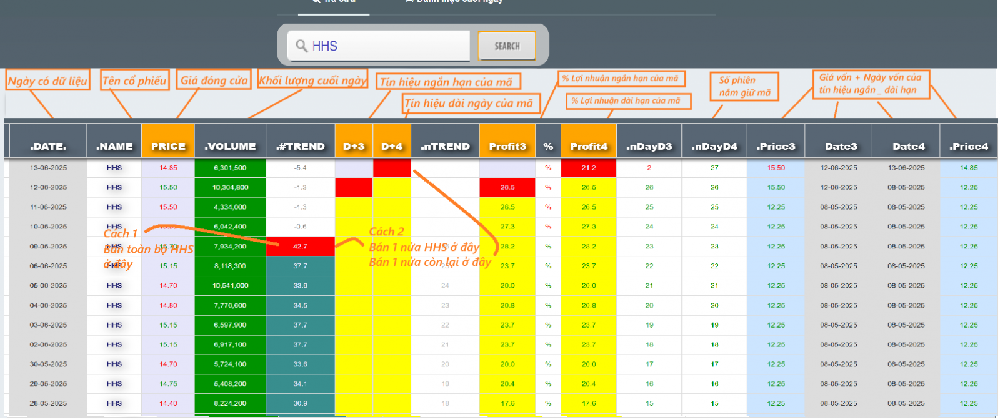 Tra cứu
Danh mục cuối ngày
HHS
SEARCH
Ngày có dữ liệu
Tên cổ phiếu
Giá đóng cửa
Khối lượng cuối ngày
Tín hiệu ngắn hạn của mã
Tín hiệu dài ngày của mã
% Lợi nhuận ngắn hạn của mã
% Lợi nhuận dài hạn của mã
Số phiên
nắm giữ mã
Giá vốn + Ngày vốn của
tín hiệu ngắn _ dài hạn
.DATE. .NAME PRICE .VOLUME .#TREND D+3 D+4 .nTREND Profit3 % Profit4 .nDayD3 .nDayD4 .Price3 Date3 Date4 .Price4
13-06-2025 HHS 14.85 6,301,500 -5.4 % 21.2 2 27 15.50 12-06-2025 13-06-2025 14.85
12-06-2025 HHS 15.50 10,304,800 -1.3 26.5 % 26.5 26 26 15.50 12-06-2025 08-05-2025 12.25
11-06-2025 HHS 15.50 4,334,000 -1.3 26.5 % 26.5 25 25 12.25 08-05-2025 08-05-2025 12.25
10-06-2025 HHS 6,042,400 -0.6 27.3 % 27.3 24 24 12.25 08-05-2025 08-05-2025 12.25
09-06-2025 15.70 7,934,200 42.7 28.2 % 28.2 23 23 12.25 08-05-2025 08-05-2025 12.25
06-06-2025 HHS 15.15 8,118,300 37.7 23.7 % 23.7 22 22 12.25 08-05-2025 08-05-2025 12.25
05-06-2025 HHS 14.70 10,541,600 33.6 24 20.0 % 20.0 21 21 12.25 08-05-2025 08-05-2025 12.25
04-06-2025 HHS 14.80 7,776,600 34.5 23 20.8 % 20.8 20 20 12.25 08-05-2025 08-05-2025 12.25
03-06-2025 HHS 15.15 6,597,900 37.7 22 23.7 % 23.7 19 19 12.25 08-05-2025 08-05-2025 12.25
02-06-2025 HHS 15.15 6,917,100 37.7 21 23.7 % 23.7 18 18 12.25 08-05-2025 08-05-2025 12.25
30-05-2025 HHS 14.70 5,724,100 33.6 20 20.0 % 20.0 17 17 12.25 08-05-2025 08-05-2025 12.25
29-05-2025 HHS 14.75 5,408,200 34.1 19 20.4 % 20.4 16 16 12.25 08-05-2025 08-05-2025 12.25
28-05-2025 HHS 14.40 8,224,200 30.9 18 17.6 % 17.6 15 15 12.25 08-05-2025 08-05-2025 12.25
Cách 1
Bán toàn bộ HHS
ở đây
Cách 2
Bán 1 nửa HHS ở đây
Bán 1 nửa còn lại ở đây